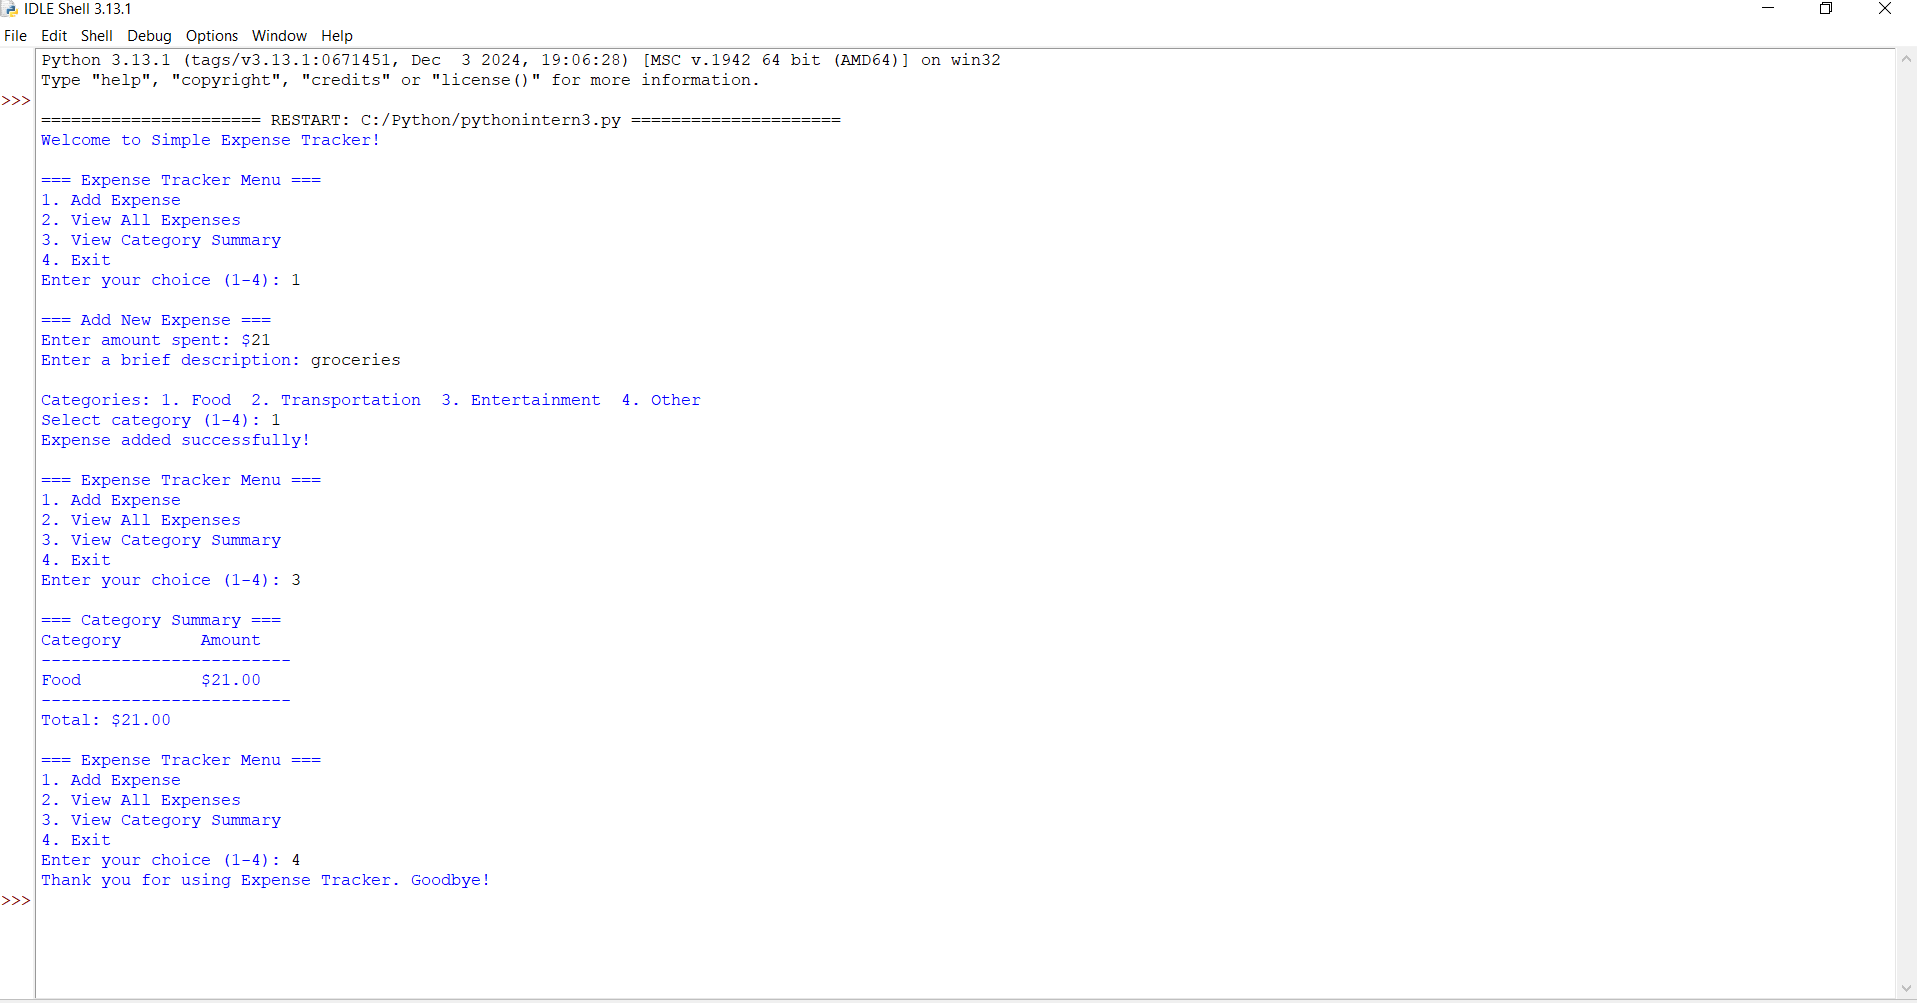 IDLE Shell 3.13.1
File Edit Shell Debug Options Window Help
Python 3.13.1 (tags/v3.13.1:0671451, Dec  3 2024, 19:06:28) [MSC v.1942 64 bit (AMD64)] on win32
Type "help", "copyright", "credits" or "license()" for more information.
>>>
====================== RESTART: C:/Python/pythonintern3.py =====================
Welcome to Simple Expense Tracker!
=== Expense Tracker Menu ===
1. Add Expense
2. View All Expenses
3. View Category Summary
4. Exit
Enter your choice (1-4): 1
=== Add New Expense ===
Enter amount spent: $21
Enter a brief description: groceries
Categories: 1. Food  2. Transportation  3. Entertainment  4. Other
Select category (1-4): 1
Expense added successfully!
=== Expense Tracker Menu ===
1. Add Expense
2. View All Expenses
3. View Category Summary
4. Exit
Enter your choice (1-4): 3
=== Category Summary ===
Category        Amount
-------------------------
Food            $21.00
-------------------------
Total: $21.00
=== Expense Tracker Menu ===
1. Add Expense
2. View All Expenses
3. View Category Summary
4. Exit
Enter your choice (1-4): 4
Thank you for using Expense Tracker. Goodbye!
>>>